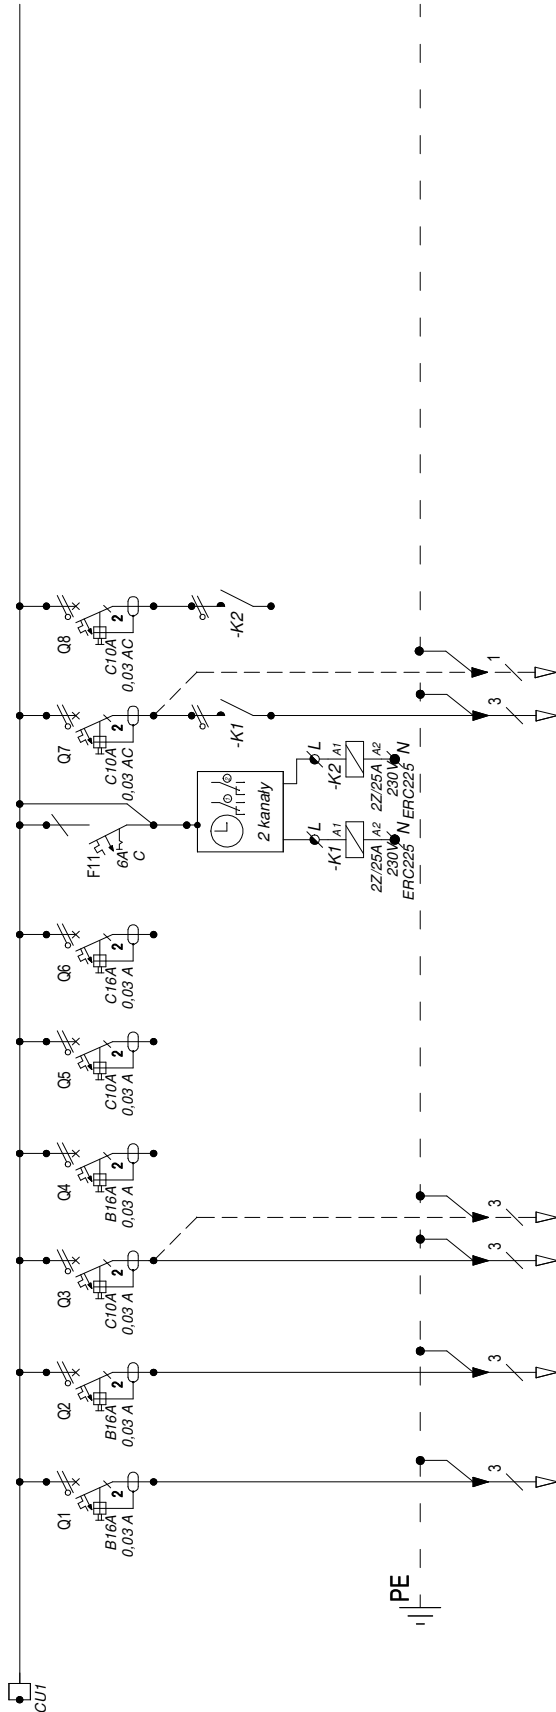 CU1
PE
Q1
B16A
0,03 A
2
3
Q2
B16A
0,03 A
2
3
Q3
C10A
0,03 A
2
3
3
Q4
B16A
0,03 A
2
Q5
C10A
0,03 A
2
Q6
C16A
0,03 A
2
F11
6A
C
2 kanały
L
-K1
A1
2Z/25A
A2
230V
N
ERC225
L
-K2
A1
2Z/25A
A2
230V
N
ERC225
Q7
C10A
0,03 AC
2
-K1
3
1
Q8
C10A
0,03 AC
2
-K2